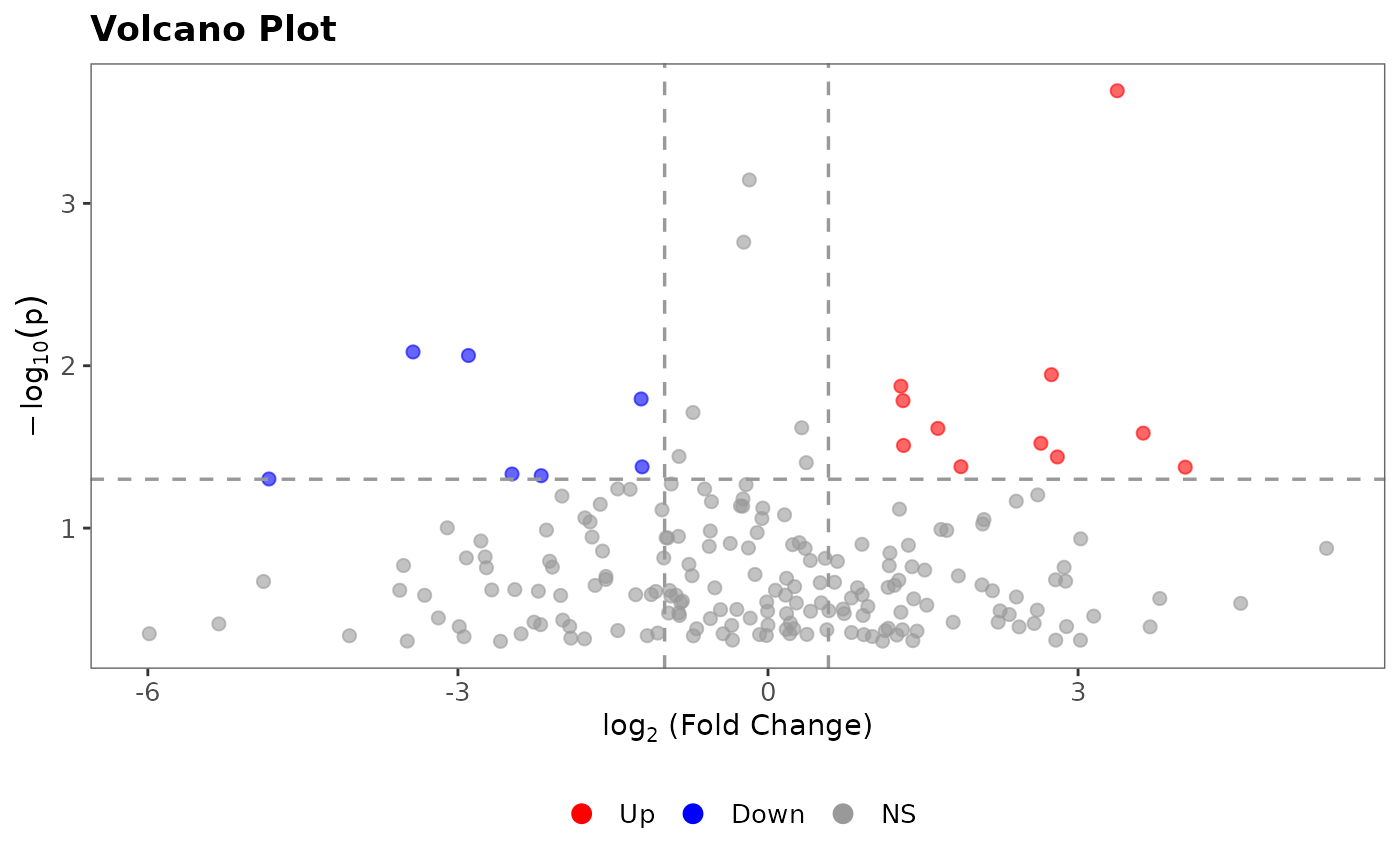 Volcano Plot
3
2
1
−log10(p)
-6 -3 0 3
log2 (Fold Change)
Up Down NS